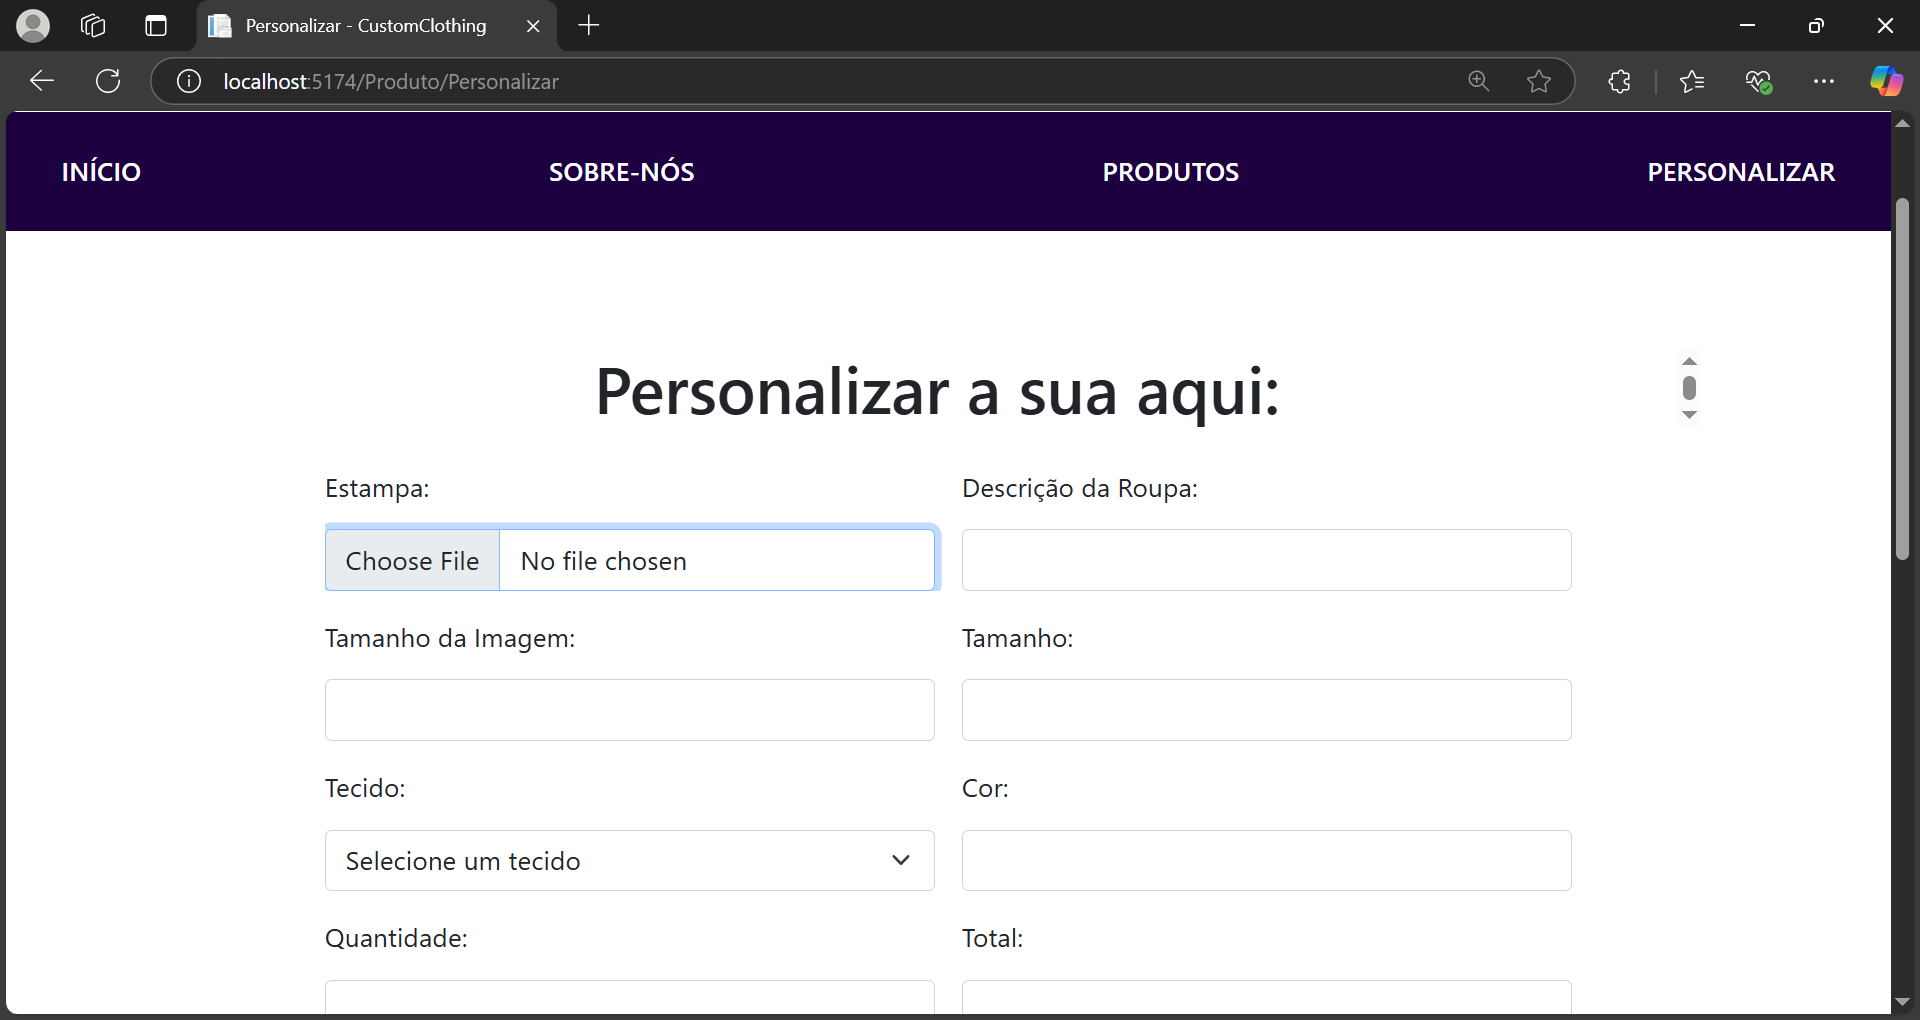 Personalizar - CustomClothing
localhost:5174/Produto/Personalizar
INÍCIO SOBRE-NÓS PRODUTOS PERSONALIZAR
Personalizar a sua aqui:
Estampa: Descrição da Roupa:
Choose File No file chosen
Tamanho da Imagem: Tamanho:
Tecido: Cor:
Selecione um tecido
Quantidade: Total: